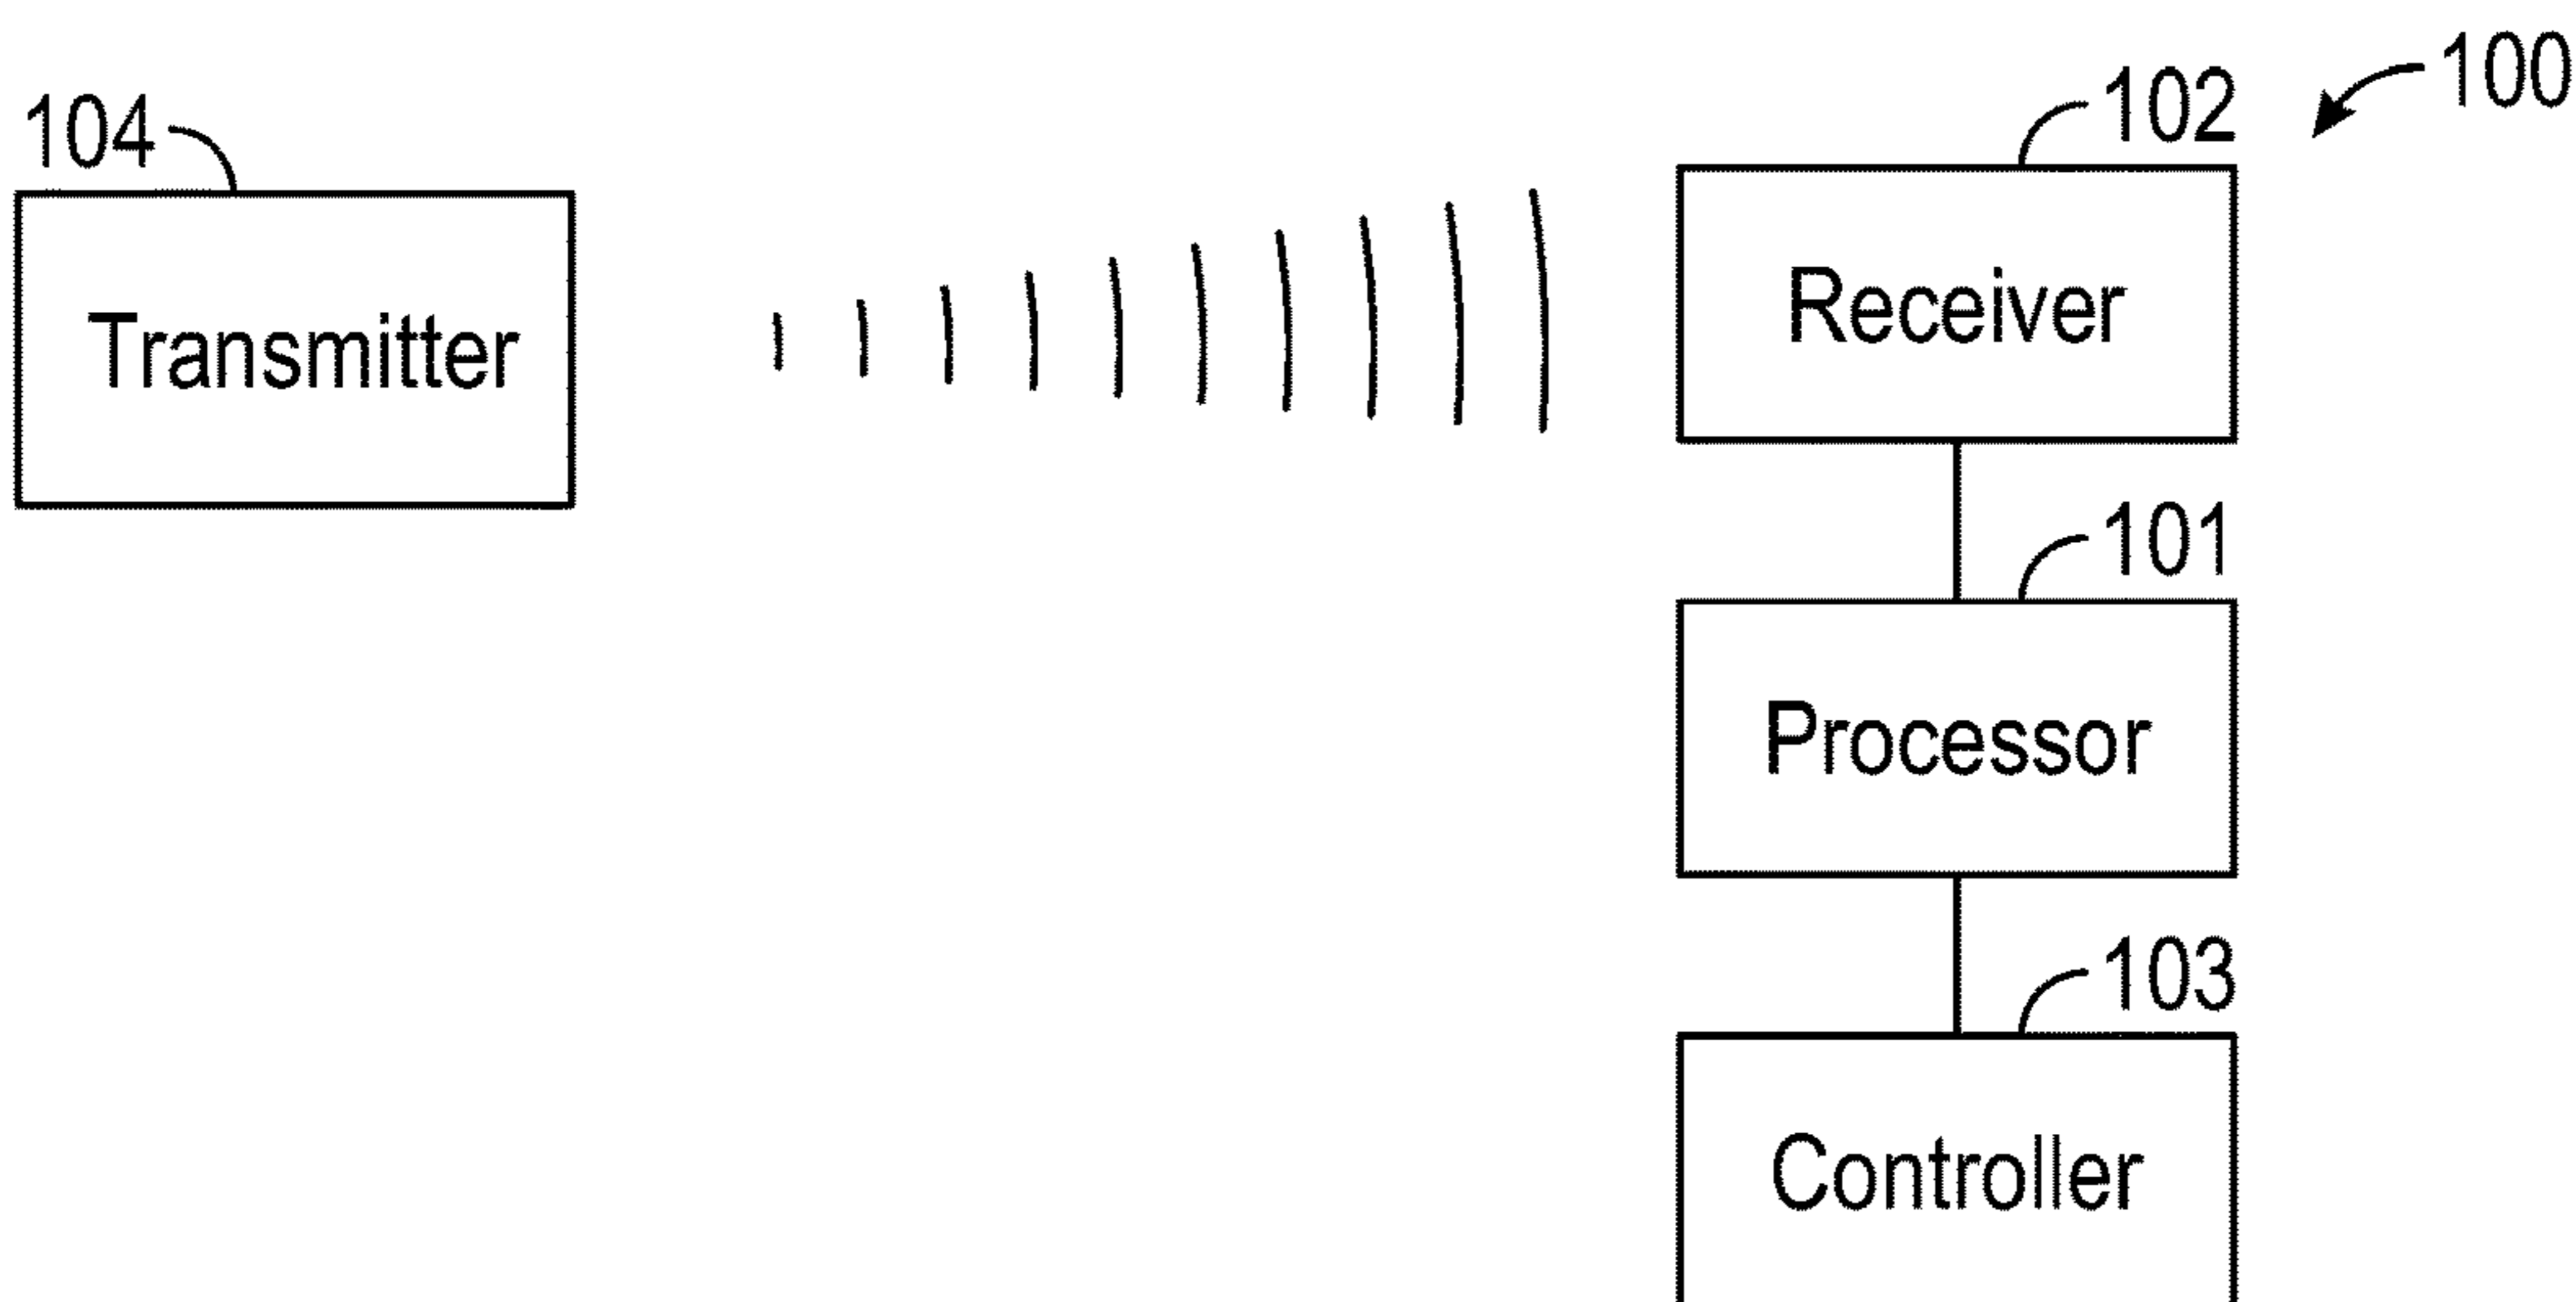 100
104
102
Transmitter
Receiver
101
Processor
103
Controller